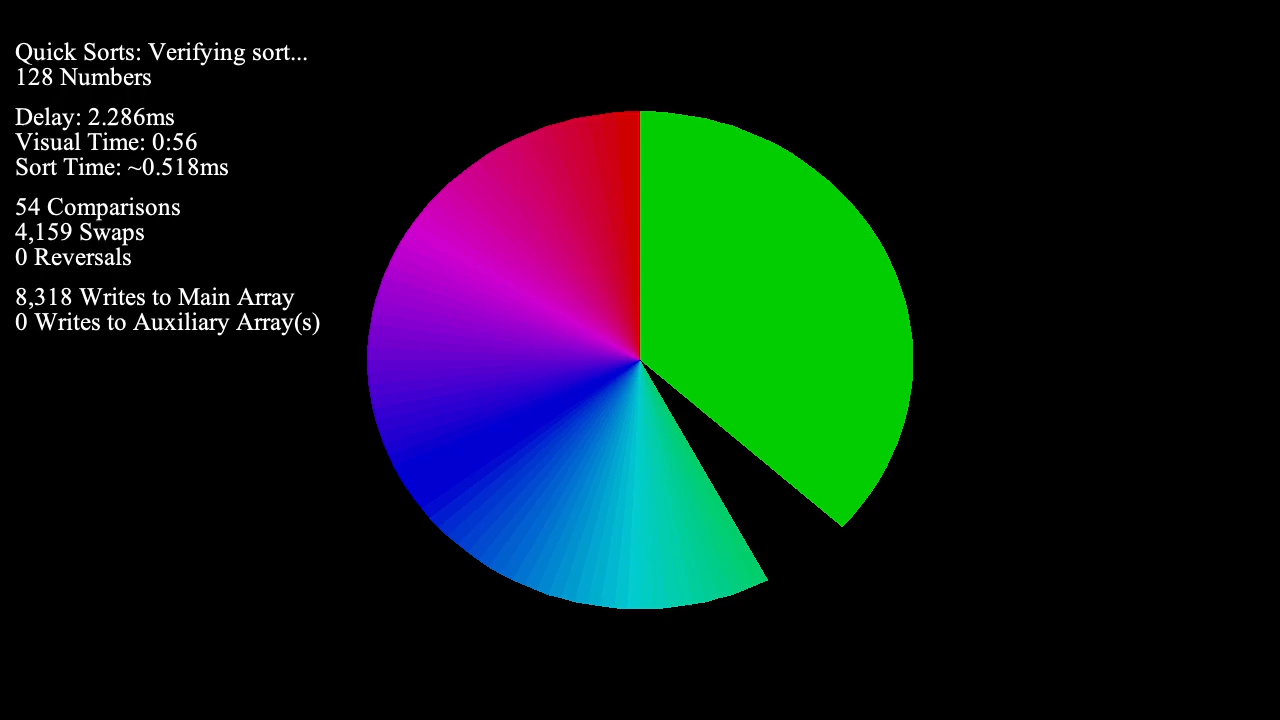 Quick Sorts: Verifying sort...
128 Numbers
Delay: 2.286ms
Visual Time: 0:56
Sort Time: ~0.518ms
54 Comparisons
4,159 Swaps
0 Reversals
8,318 Writes to Main Array
0 Writes to Auxiliary Array(s)